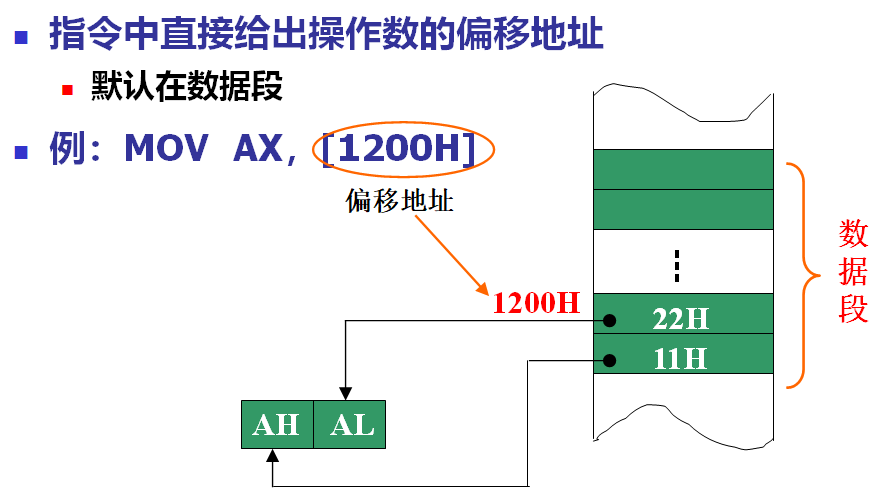 指令中直接给出操作数的偏移地址
默认在数据段
例：MOV AX，[1200H]
偏移地址
数据段
1200H
22H
11H
AH AL